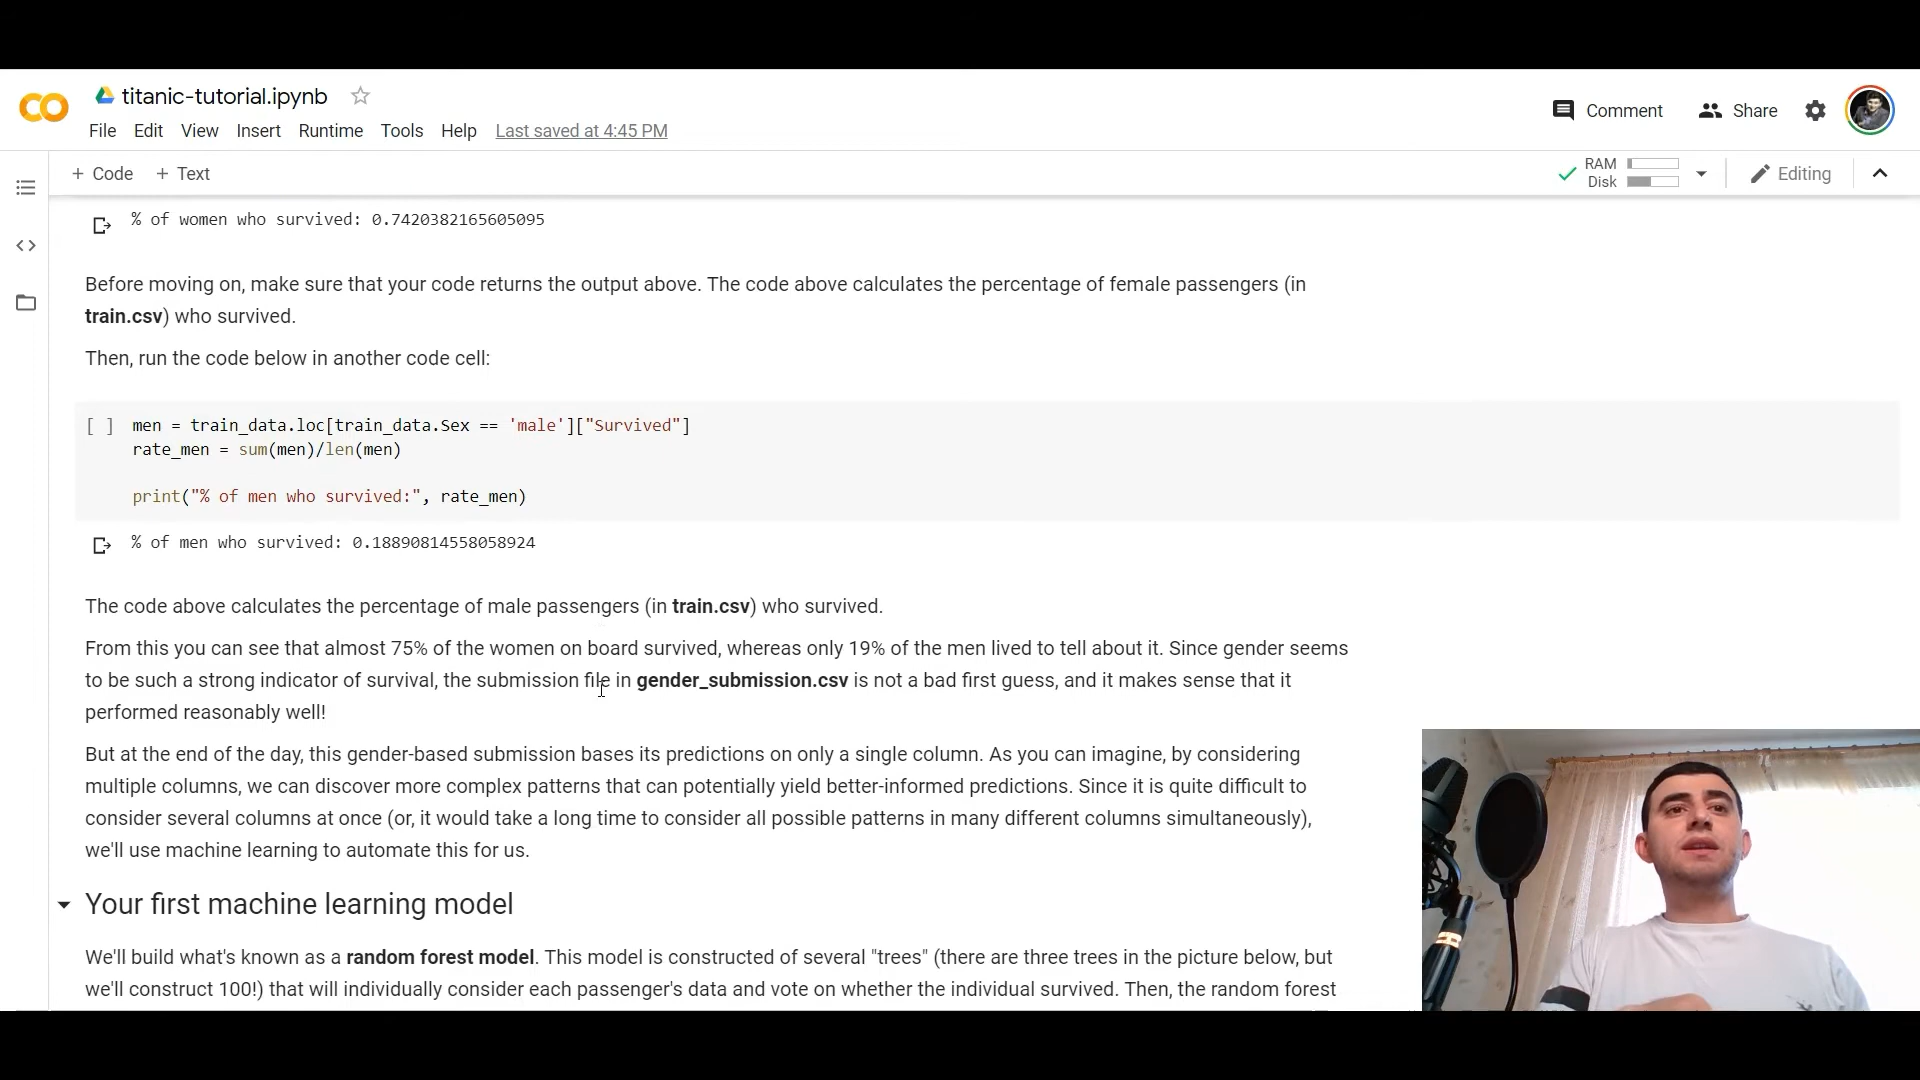 titanic-tutorial.ipynb
Comment
Share
File Edit View Insert Runtime Tools Help Last saved at 4:45 PM
+ Code + Text
RAM
Disk
Editing
% of women who survived: 0.7420382165605095
Before moving on, make sure that your code returns the output above. The code above calculates the percentage of female passengers (in
train.csv) who survived.
Then, run the code below in another code cell:
[ ] men = train_data.loc[train_data.Sex == 'male']["Survived"]
rate_men = sum(men)/len(men)
print("% of men who survived:", rate_men)
% of men who survived: 0.18890814558058924
The code above calculates the percentage of male passengers (in train.csv) who survived.
From this you can see that almost 75% of the women on board survived, whereas only 19% of the men lived to tell about it. Since gender seems
to be such a strong indicator of survival, the submission file in gender_submission.csv is not a bad first guess, and it makes sense that it
performed reasonably well!
But at the end of the day, this gender-based submission bases its predictions on only a single column. As you can imagine, by considering
multiple columns, we can discover more complex patterns that can potentially yield better-informed predictions. Since it is quite difficult to
consider several columns at once (or, it would take a long time to consider all possible patterns in many different columns simultaneously),
we'll use machine learning to automate this for us.
Your first machine learning model
We'll build what's known as a random forest model. This model is constructed of several "trees" (there are three trees in the picture below, but
we'll construct 100!) that will individually consider each passenger's data and vote on whether the individual survived. Then, the random forest